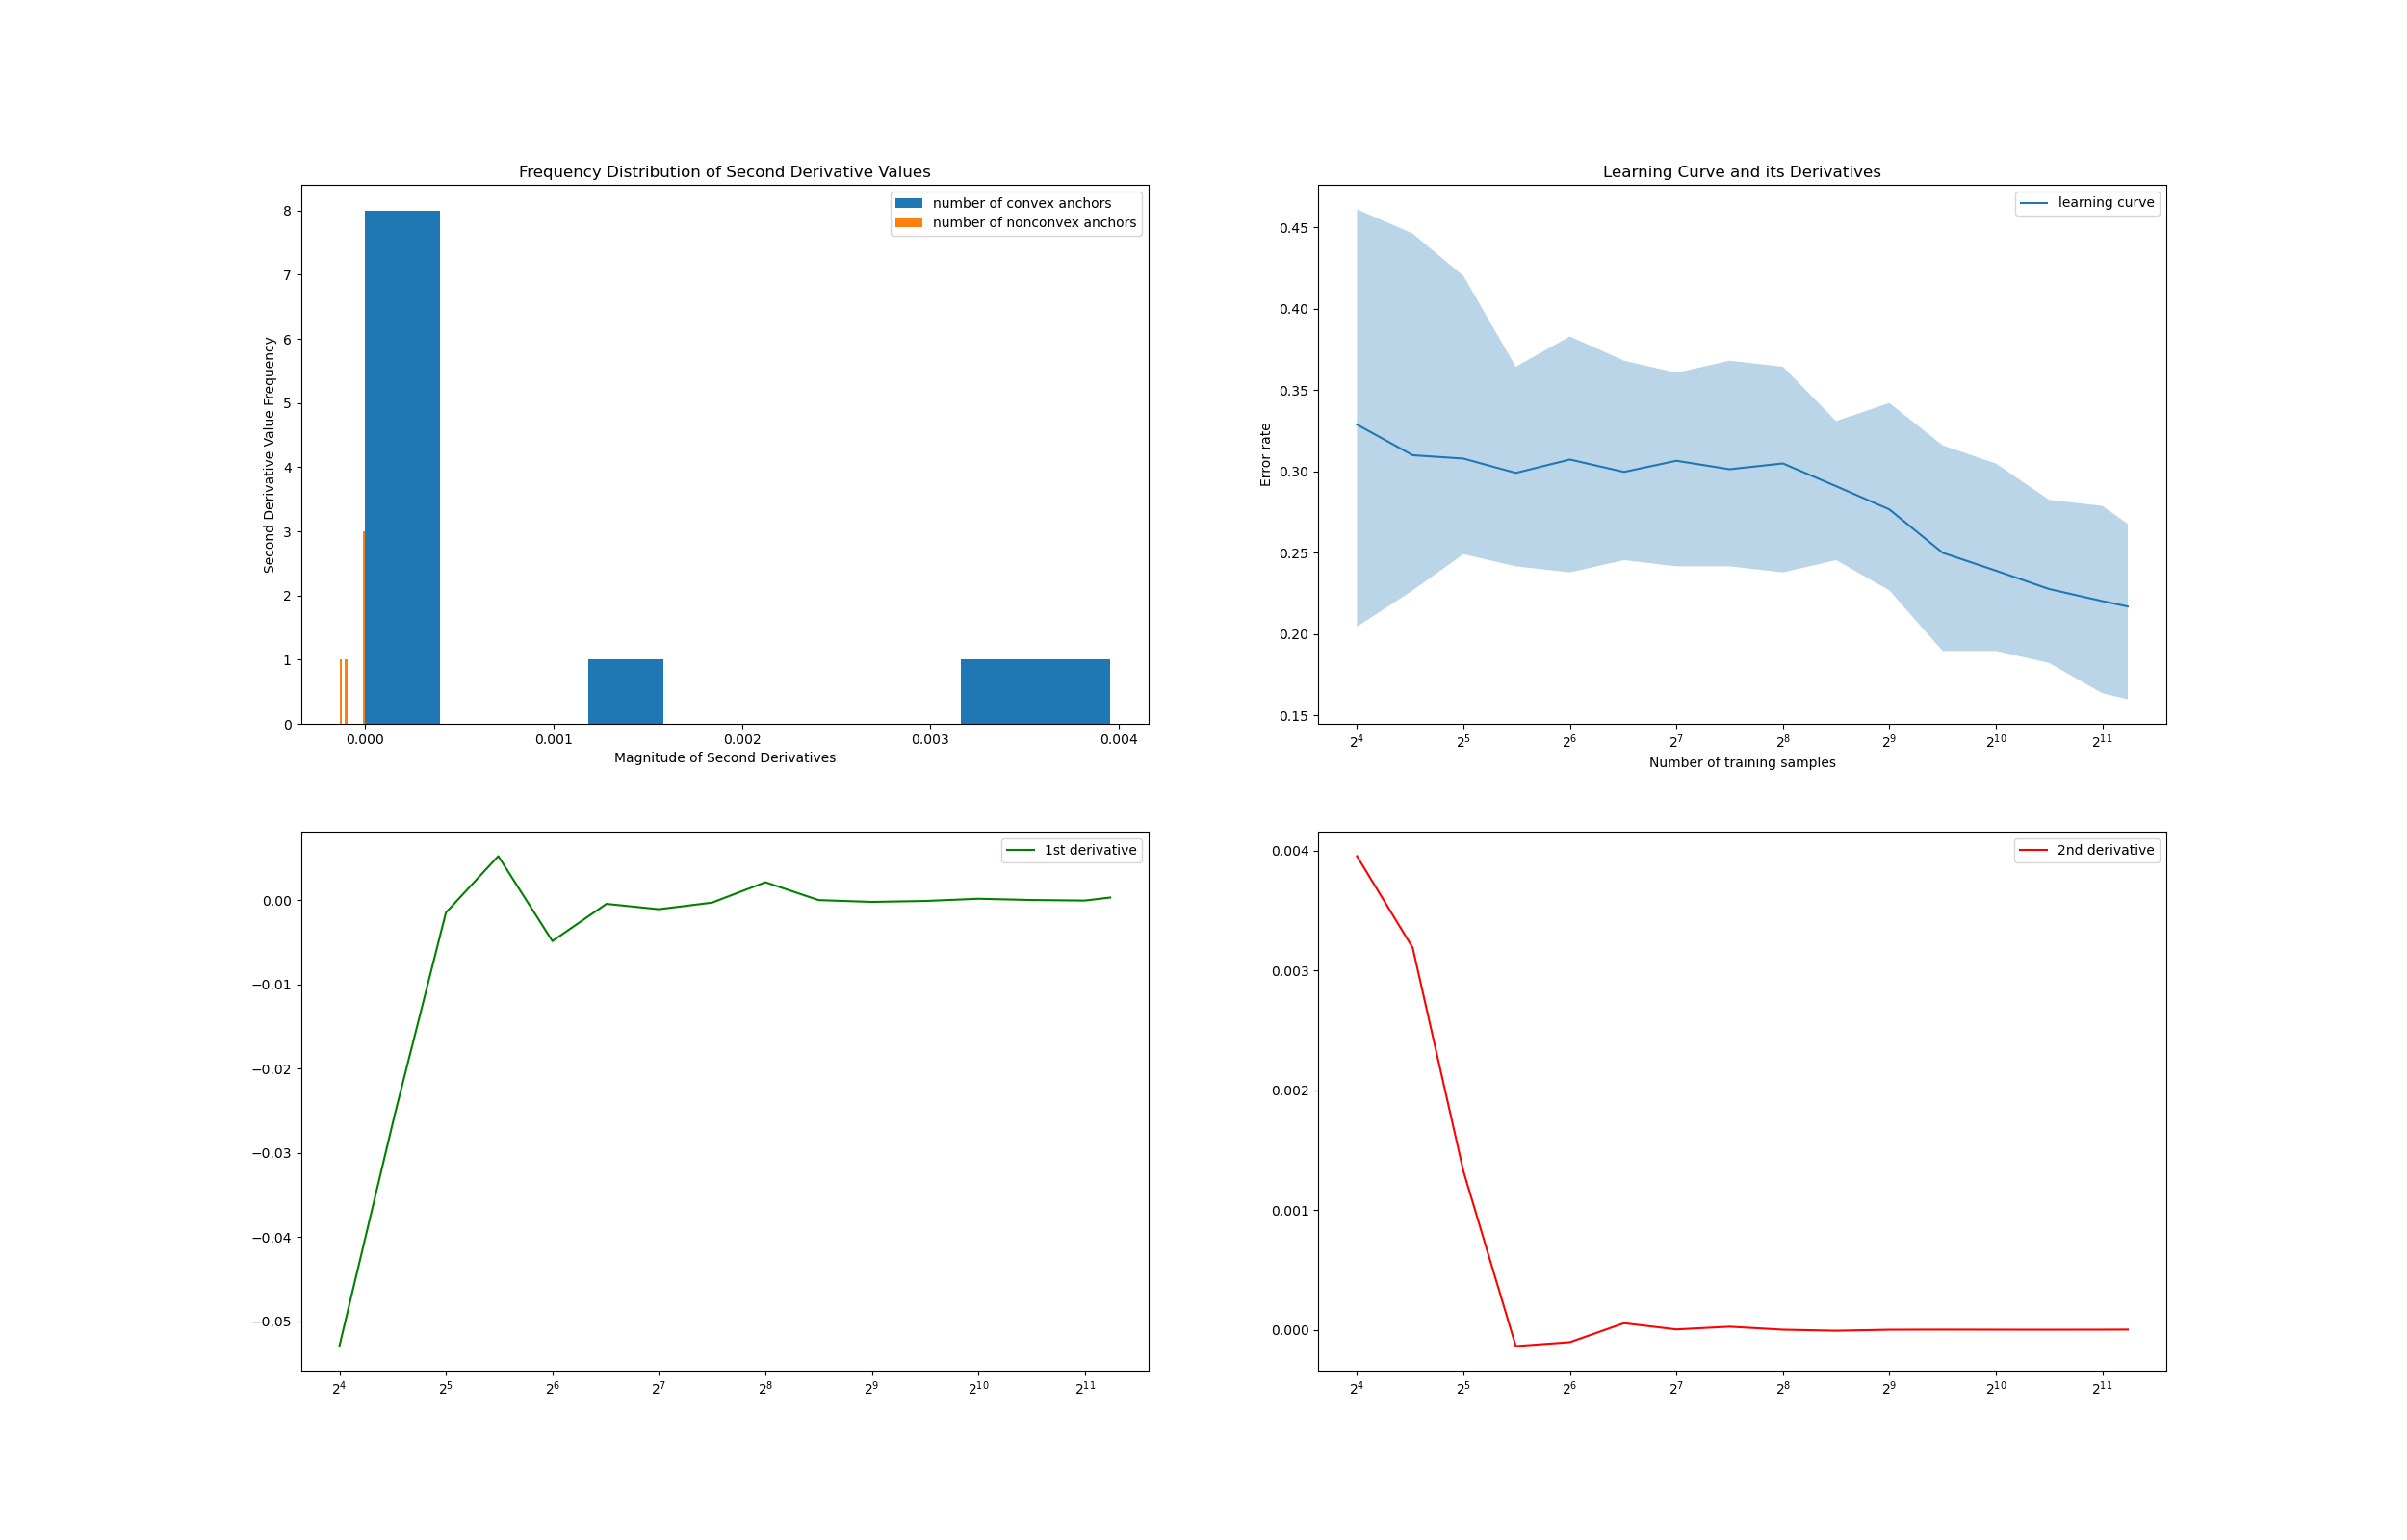 Frequency Distribution of Second Derivative Values
number of convex anchors
number of nonconvex anchors
Second Derivative Value Frequency
8
7
6
5
4
3
2
1
0
0.000 0.001 0.002 0.003 0.004
Magnitude of Second Derivatives
Learning Curve and its Derivatives
learning curve
Error rate
0.45
0.40
0.35
0.30
0.25
0.20
0.15
2⁴ 2⁵ 2⁶ 2⁷ 2⁸ 2⁹ 2¹⁰ 2¹¹
Number of training samples
1st derivative
0.00
−0.01
−0.02
−0.03
−0.04
−0.05
2⁴ 2⁵ 2⁶ 2⁷ 2⁸ 2⁹ 2¹⁰ 2¹¹
2nd derivative
0.004
0.003
0.002
0.001
0.000
2⁴ 2⁵ 2⁶ 2⁷ 2⁸ 2⁹ 2¹⁰ 2¹¹